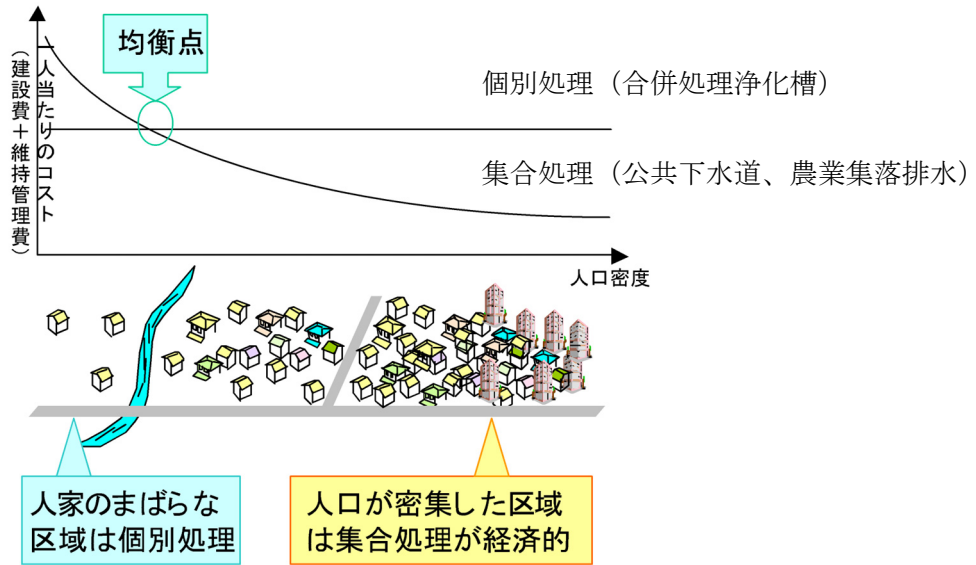 均衡点
一人当たりのコスト
（建設費＋維持管理費）
個別処理（合併処理浄化槽）
集合処理（公共下水道、農業集落排水）
人口密度
人家のまばらな
区域は個別処理
人口が密集した区域
は集合処理が経済的